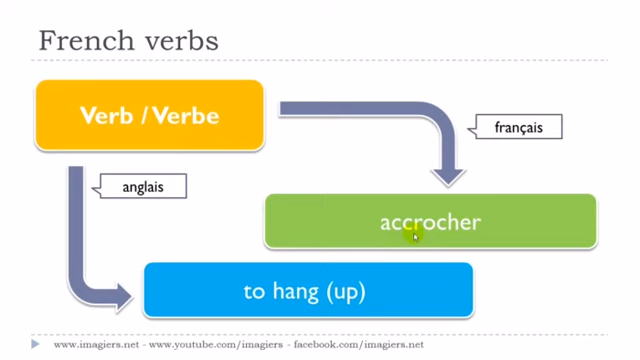 French verbs
Verb / Verbe
français
anglais
accrocher
to hang (up)
www.imagiers.net - www.youtube.com/imagiers - facebook.com/imagiers.net